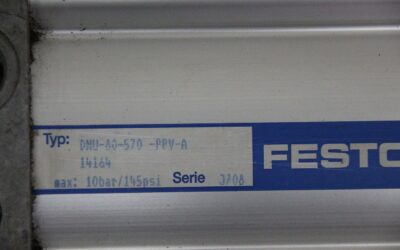 Typ: DNU-80-570 -PPV-A
14164
max: 10bar/145psi Serie J708
FESTO